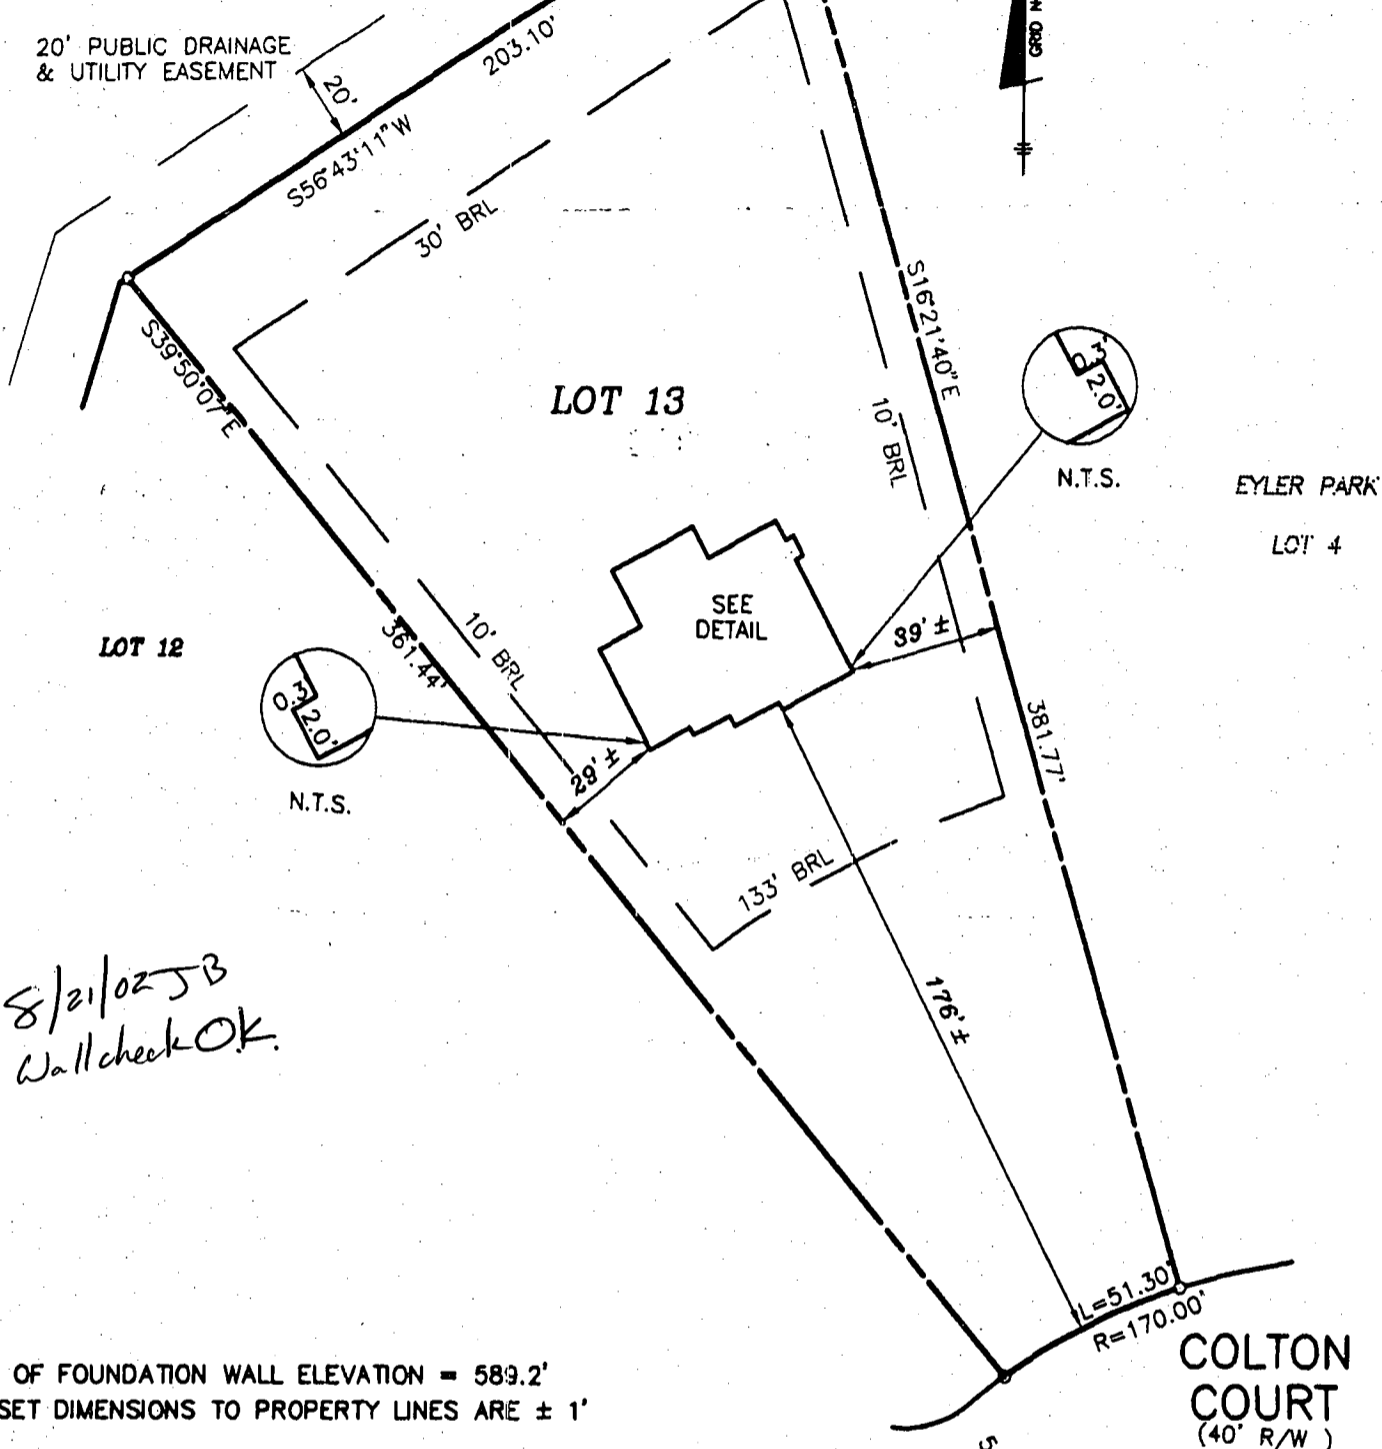 20' PUBLIC DRAINAGE
& UTILITY EASEMENT
20'
203.10'
S56°43'11"W
30' BRL
GRID
S39°50'07"E
LOT 13
S16°21'40"E
10' BRL
0.3'
2.0'
N.T.S.
EYLER PARK
LOT 4
SEE
DETAIL
39' ±
LOT 12
361.44'
10' BRL
0.3'
2.0'
N.T.S.
29' ±
381.77'
133' BRL
176' ±
8/21/02 JB
Wallcheck O.K.
L=51.30'
R=170.00'
COLTON
COURT
(40' R/W )
OF FOUNDATION WALL ELEVATION = 589.2'
SET DIMENSIONS TO PROPERTY LINES ARE ± 1'